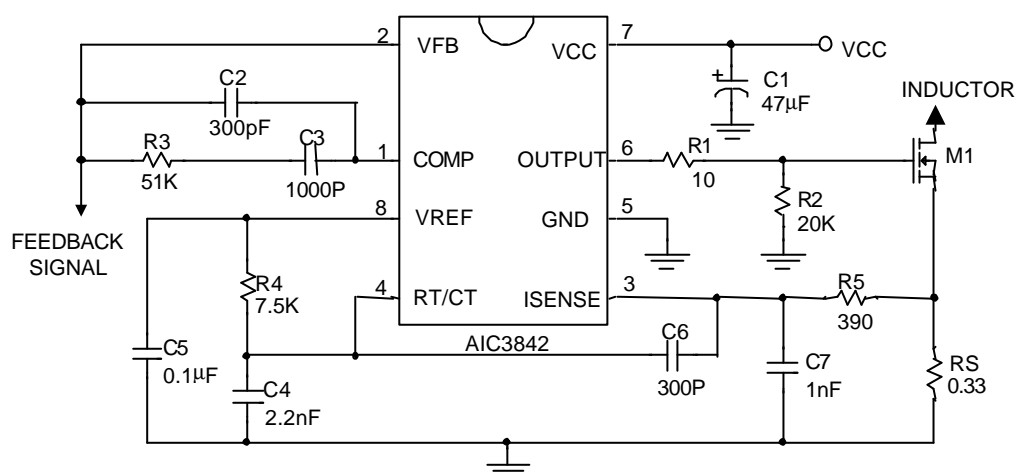 2
VFB
VCC
7
VCC
C2
300pF
C1
47µF
INDUCTOR
R3
51K
C3
1000P
1
COMP
OUTPUT
6
R1
10
M1
R2
20K
8
VREF
GND
5
FEEDBACK
SIGNAL
R4
7.5K
4
RT/CT
ISENSE
3
R5
390
AIC3842
C6
300P
C5
0.1µF
C4
2.2nF
C7
1nF
RS
0.33
+